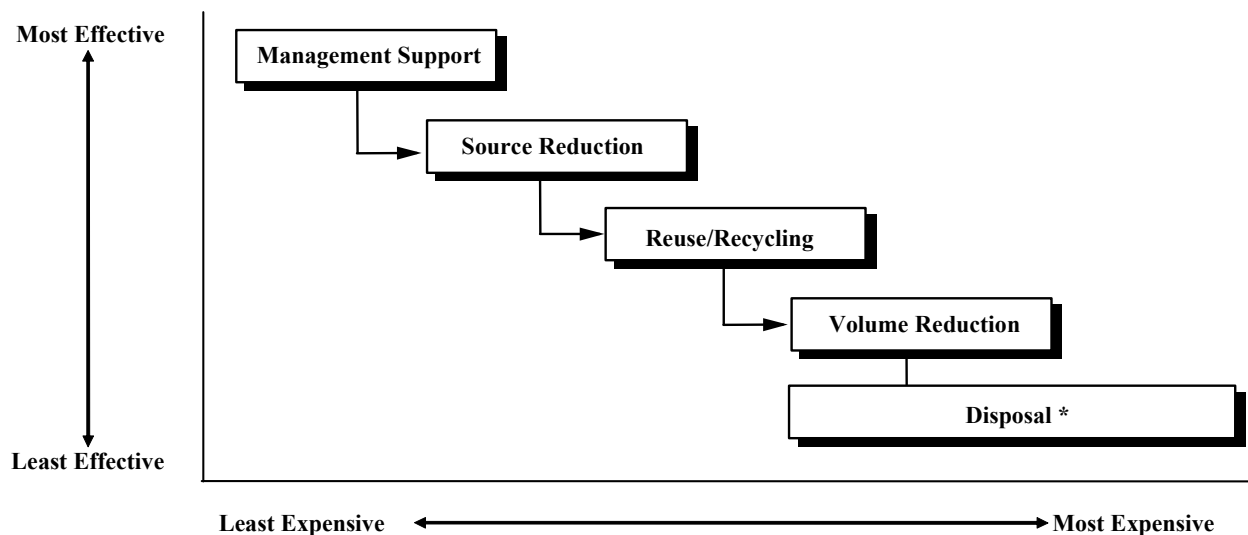 Most Effective
Management Support
Source Reduction
Reuse/Recycling
Volume Reduction
Disposal *
Least Effective
Least Expensive
Most Expensive